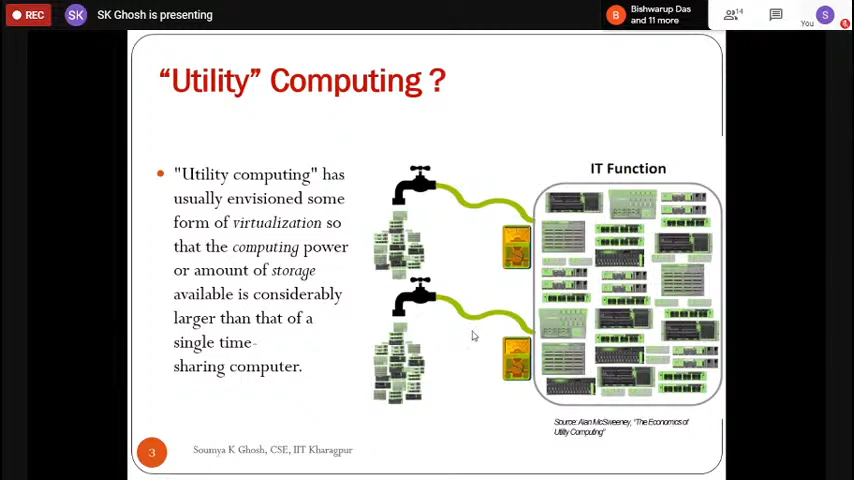 REC
SK
SK Ghosh is presenting
B
Bishwarup Das
and 11 more
14
You
S
“Utility” Computing ?
"Utility computing" has
usually envisioned some
form of virtualization so
that the computing power
or amount of storage
available is considerably
larger than that of a
single time-
sharing computer.
IT Function
Source: Alan McSweeney, "The Economics of
Utility Computing"
3
Soumya K Ghosh, CSE, IIT Kharagpur